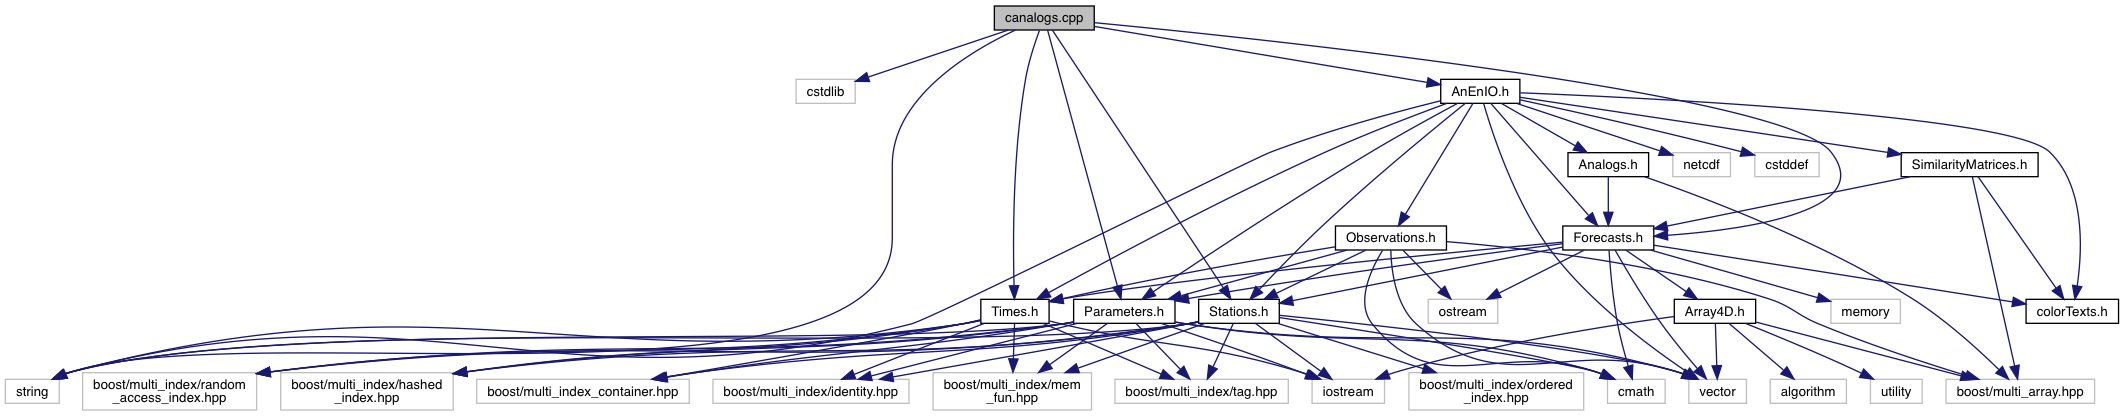 canalogs.cpp
cstdlib
AnEnIO.h
Analogs.h
netcdf
cstddef
SimilarityMatrices.h
Observations.h
Forecasts.h
Times.h
Parameters.h
Stations.h
ostream
Array4D.h
memory
colorTexts.h
string
boost/multi_index/random
_access_index.hpp
boost/multi_index/hashed
_index.hpp
boost/multi_index_container.hpp
boost/multi_index/identity.hpp
boost/multi_index/mem
_fun.hpp
boost/multi_index/tag.hpp
iostream
boost/multi_index/ordered
_index.hpp
cmath
vector
algorithm
utility
boost/multi_array.hpp